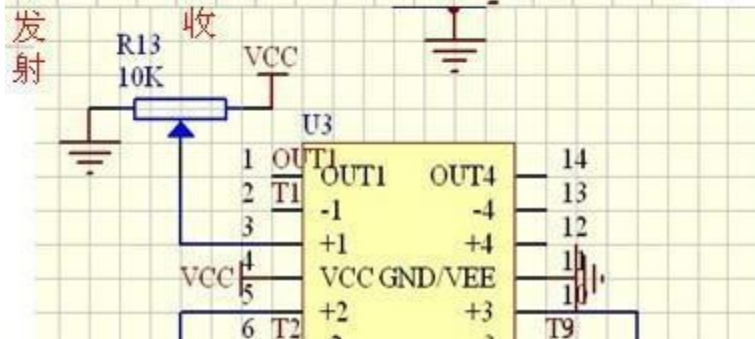 发
射
收
R13
10K
VCC
U3
1 OUT1 OUT1 OUT4 14
2 T1 -1 -4 13
3 +1 +4 12
VCC 4 VCC GND/VEE 11
5 +2 +3 10
6 T2 T9